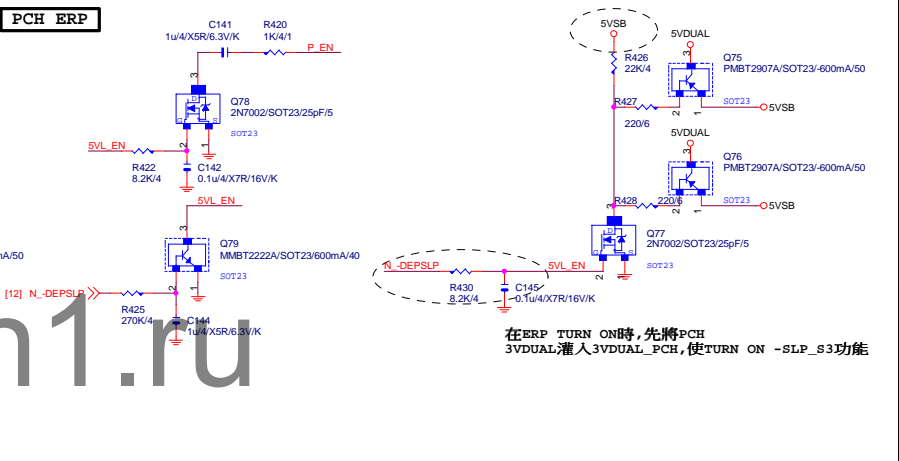 PCH ERP
C141
1u/4/X5R/6.3V/K
R420
1K/4/1
P_EN
3
D
G
S
2
1
Q78
2N7002/SOT23/25pF/5
SOT23
5VL_EN
R422
8.2K/4
C142
0.1u/4/X7R/16V/K
5VL_EN
3
2
1
Q79
MMBT2222A/SOT23/600mA/40
SOT23
mA/50
[12] N_-DEPSLP
R425
270K/4
C144
1u/4/X5R/6.3V/K
n1.ru
5VSB
R426
22K/4
5VDUAL
3
2
1
Q75
PMBT2907A/SOT23/-600mA/50
SOT23
5VSB
R427
220/6
5VDUAL
3
2
1
Q76
PMBT2907A/SOT23/-600mA/50
SOT23
5VSB
R428
220/6
3
D
G
S
2
1
Q77
2N7002/SOT23/25pF/5
SOT23
N_-DEPSLP
5VL_EN
R430
8.2K/4
C145
0.1u/4/X7R/16V/K
在ERP TURN ON時,先將PCH
3VDUAL灌入3VDUAL_PCH,使TURN ON -SLP_S3功能